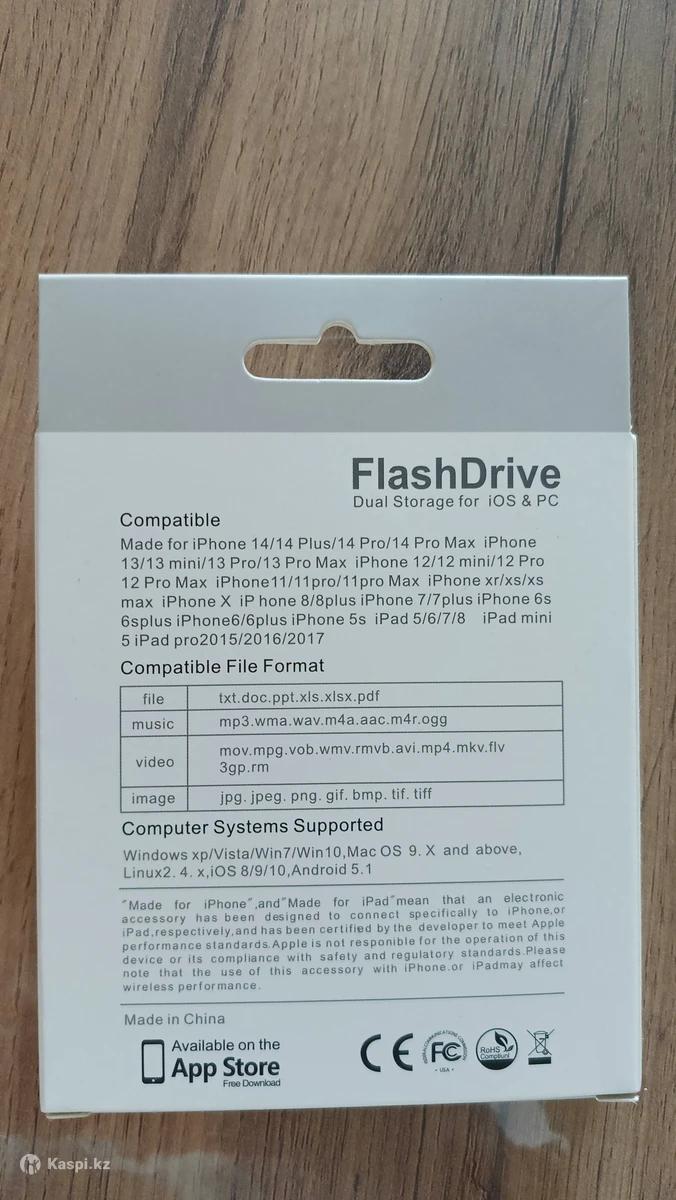 FlashDrive
Dual Storage for iOS & PC
Compatible
Made for iPhone 14/14 Plus/14 Pro/14 Pro Max iPhone
13/13 mini/13 Pro/13 Pro Max iPhone 12/12 mini/12 Pro
12 Pro Max iPhone11/11pro/11pro Max iPhone xr/xs/xs
max iPhone X iP hone 8/8plus iPhone 7/7plus iPhone 6s
6splus iPhone6/6plus iPhone 5s iPad 5/6/7/8 iPad mini
5 iPad pro2015/2016/2017
Compatible File Format
file txt.doc.ppt.xls.xlsx.pdf
music mp3.wma.wav.m4a.aac.m4r.ogg
video mov.mpg.vob.wmv.rmvb.avi.mp4.mkv.flv
3gp.rm
image jpg. jpeg. png. gif. bmp. tif. tiff
Computer Systems Supported
Windows xp/Vista/Win7/Win10,Mac OS 9. X and above,
Linux2. 4. x,iOS 8/9/10,Android 5.1
"Made for iPhone",and"Made for iPad"mean that an electronic
accessory has been designed to connect specifically to iPhone,or
iPad,respectively,and has been certified by the developer to meet Apple
performance standards.Apple is not responible for the operation of this
device or its compliance with safety and regulatory standards.Please
note that the use of this accessory with iPhone.or iPadmay affect
wireless performance.
Made in China
Available on the
App Store
Free Download
CE
FC
USA
RoHS
Compliunt
Kaspi.kz